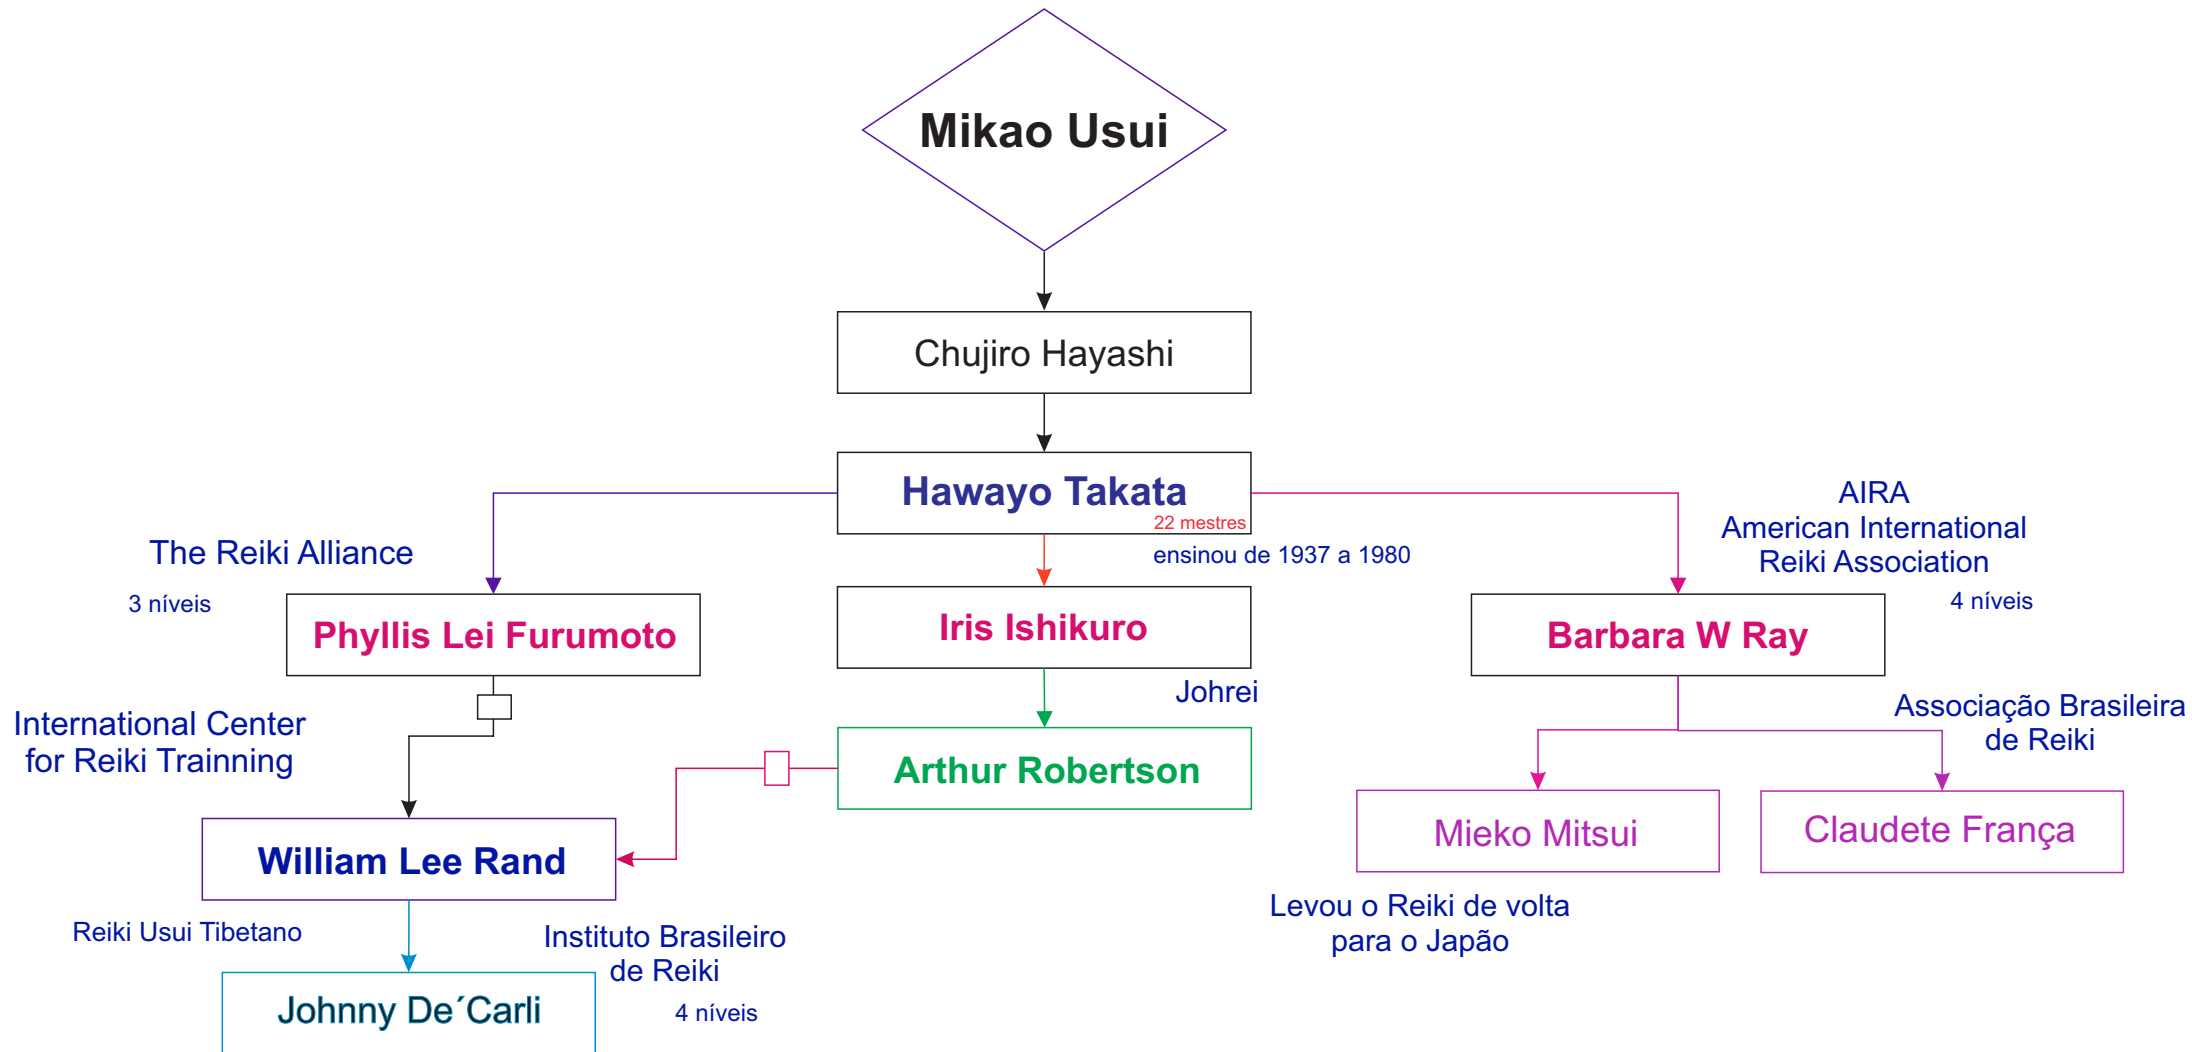 Mikao Usui
Chujiro Hayashi
Hawayo Takata
22 mestres
ensinou de 1937 a 1980
The Reiki Alliance
3 níveis
AIRA
American International
Reiki Association
4 níveis
Phyllis Lei Furumoto
Iris Ishikuro
Barbara W Ray
Johrei
International Center
for Reiki Trainning
Associação Brasileira
de Reiki
Arthur Robertson
William Lee Rand
Mieko Mitsui
Claudete França
Levou o Reiki de volta
para o Japão
Reiki Usui Tibetano
Instituto Brasileiro
de Reiki
4 níveis
Johnny De´Carli